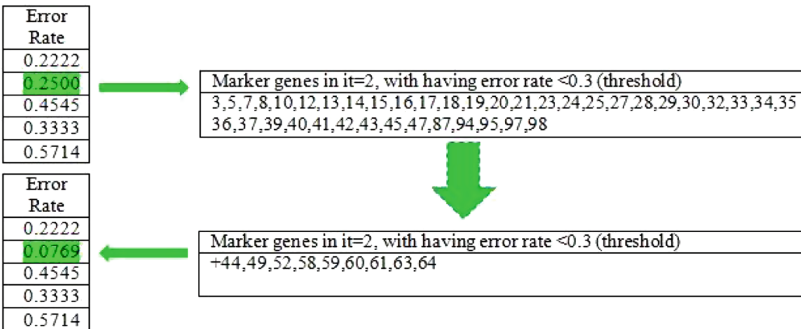 Error
Rate
0.2222
0.2500
0.4545
0.3333
0.5714
Marker genes in it=2, with having error rate <0.3 (threshold)
3,5,7,8,10,12,13,14,15,16,17,18,19,20,21,23,24,25,27,28,29,30,32,33,34,35
36,37,39,40,41,42,43,45,47,87,94,95,97,98
Error
Rate
0.2222
0.0769
0.4545
0.3333
0.5714
Marker genes in it=2, with having error rate <0.3 (threshold)
+44,49,52,58,59,60,61,63,64